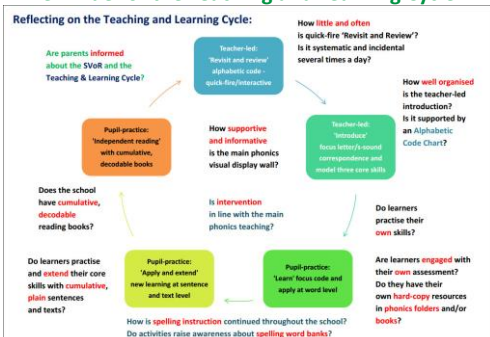 Reflecting on the Teaching and Learning Cycle:
Are parents informed
about the SVoR and the
Teaching & Learning Cycle?
Teacher-led:
'Revisit and review'
alphabetic code -
quick-fire/interactive
How little and often
is quick-fire 'Revisit and Review'?
Is it systematic and incidental
several times a day?
How well organised
is the teacher-led
introduction?
Is it supported by
an Alphabetic
Code Chart?
Pupil-practice:
'Independent reading'
with cumulative,
decodable books
How supportive
and informative
is the main phonics
visual display wall?
Teacher-led:
'Introduce'
focus letter/s-sound
correspondence and
model three core skills
Does the school
have cumulative,
decodable
reading books?
Is intervention
in line with the main
phonics teaching?
Do learners
practise their
own skills?
Do learners practise
and extend their core
skills with cumulative,
plain sentences
and texts?
Pupil-practice:
'Apply and extend'
new learning at sentence
and text level
Pupil-practice:
'Learn' focus code and
apply at word level
Are learners engaged with
their own assessment?
Do they have their
own hard-copy resources
in phonics folders and/or
books?
How is spelling instruction continued throughout the school?
Do activities raise awareness about spelling word banks?